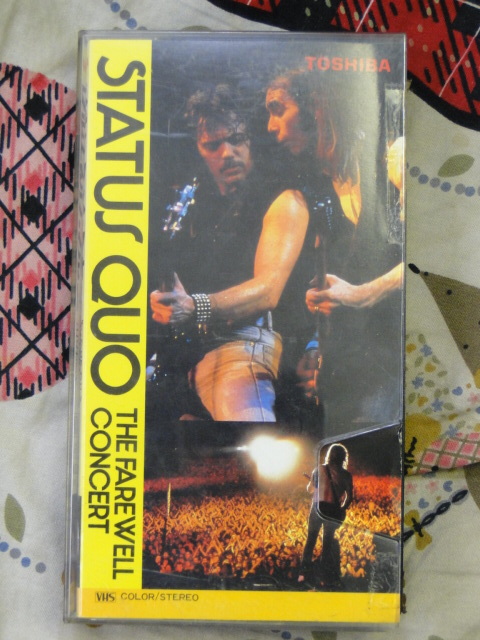 TOSHIBA
STATUS QUO
THE FAREWELL
CONCERT
VHS COLOR/STEREO